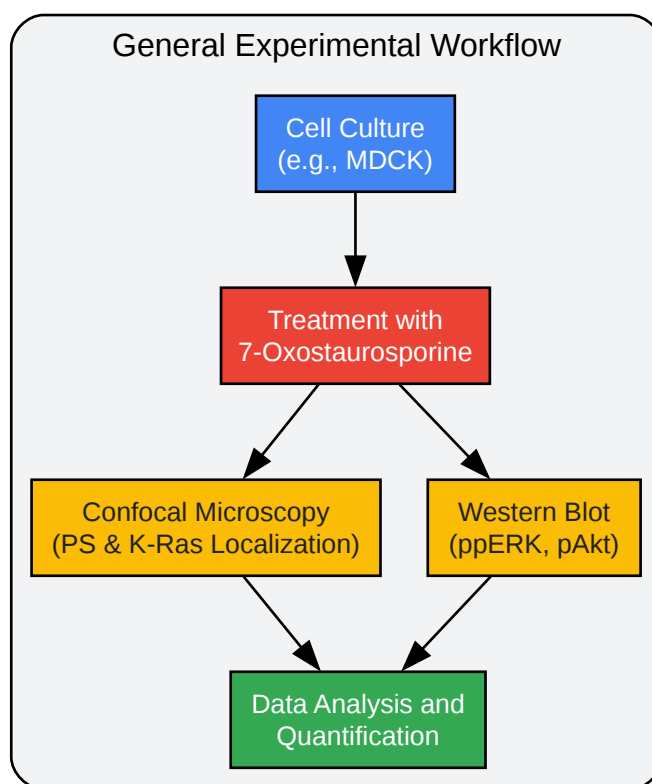 General Experimental Workflow
Cell Culture
(e.g., MDCK)
Treatment with
7-Oxostaurosporine
Confocal Microscopy
(PS & K-Ras Localization)
Western Blot
(ppERK, pAkt)
Data Analysis and
Quantification